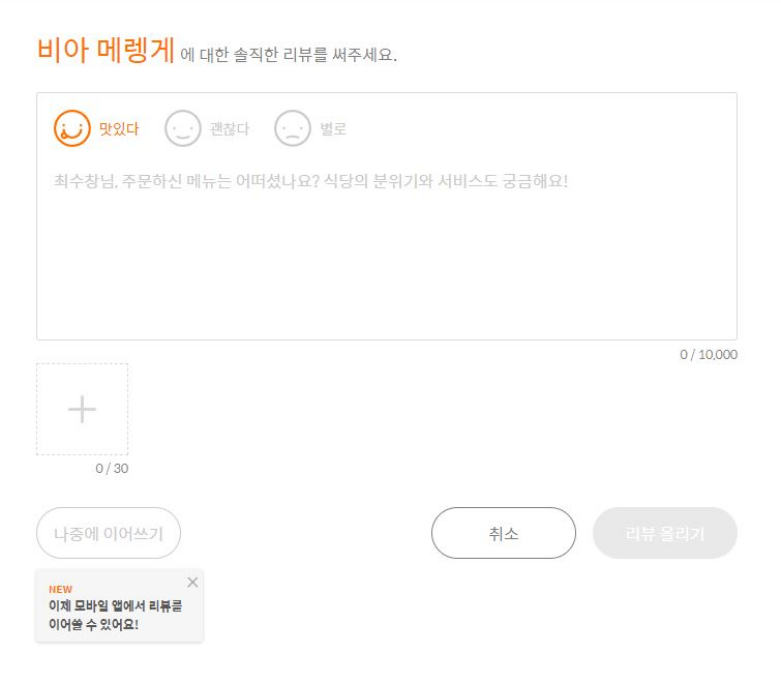 비아 메렝게 에 대한 솔직한 리뷰를 써주세요.
맛있다 괜찮다 별로
최수창님, 주문하신 메뉴는 어떠셨나요? 식당의 분위기와 서비스도 궁금해요!
0 / 10,000
0 / 30
나중에 이어쓰기 취소 리뷰 올리기
NEW
이제 모바일 앱에서 리뷰를
이어쓸 수 있어요!